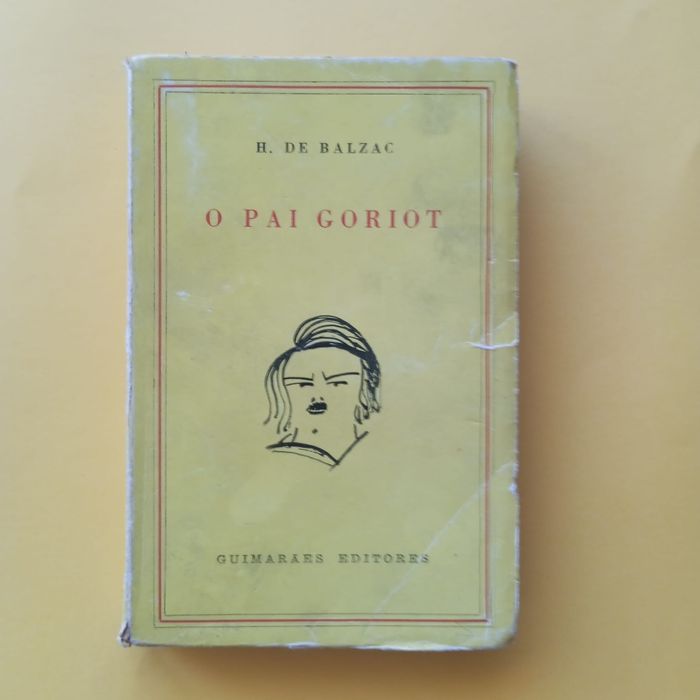 H. DE BALZAC
O PAI GORIOT
GUIMARÃES EDITORES